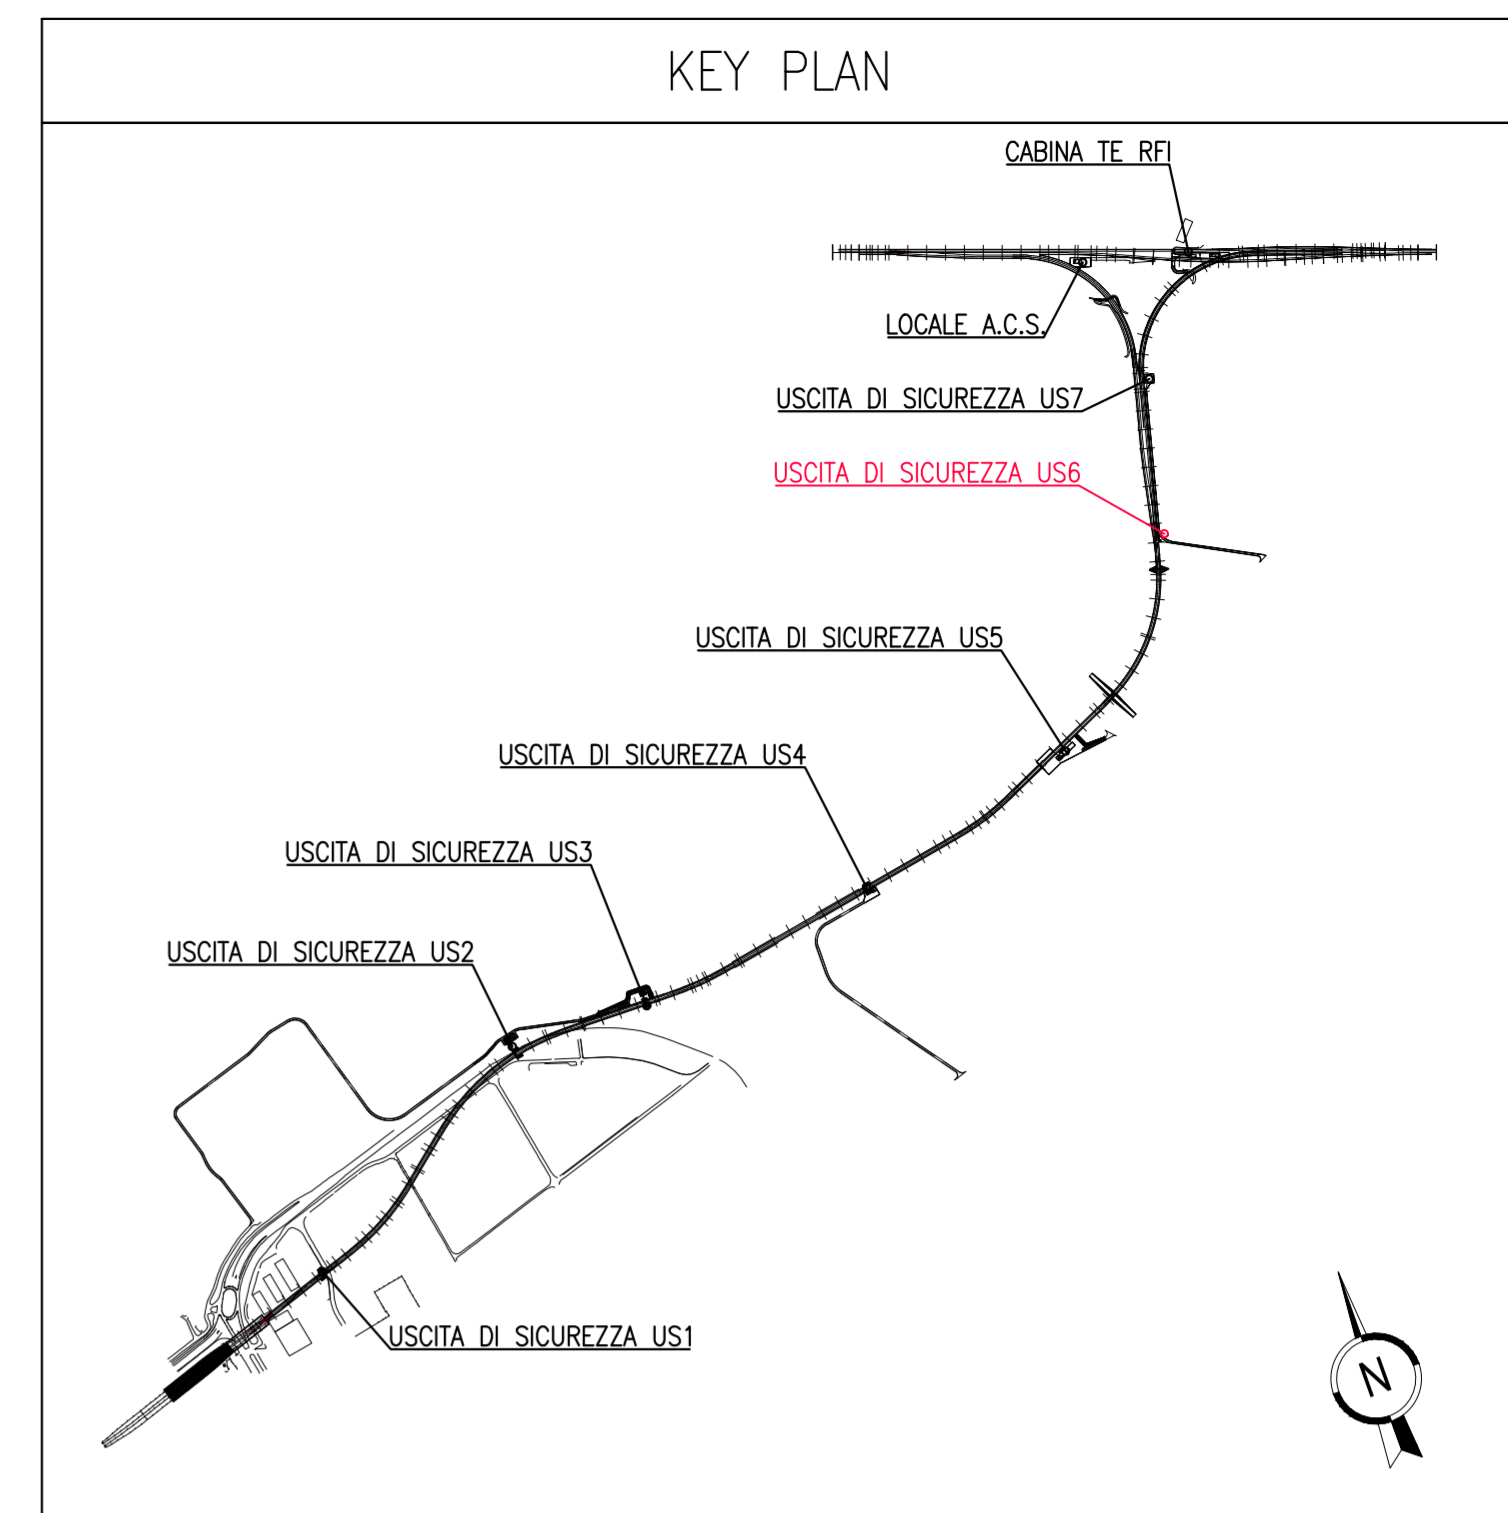 KEY PLAN
CABINA TE RFI
LOCALE A.C.S.
USCITA DI SICUREZZA US7
USCITA DI SICUREZZA US6
USCITA DI SICUREZZA US5
USCITA DI SICUREZZA US4
USCITA DI SICUREZZA US3
USCITA DI SICUREZZA US2
USCITA DI SICUREZZA US1
N